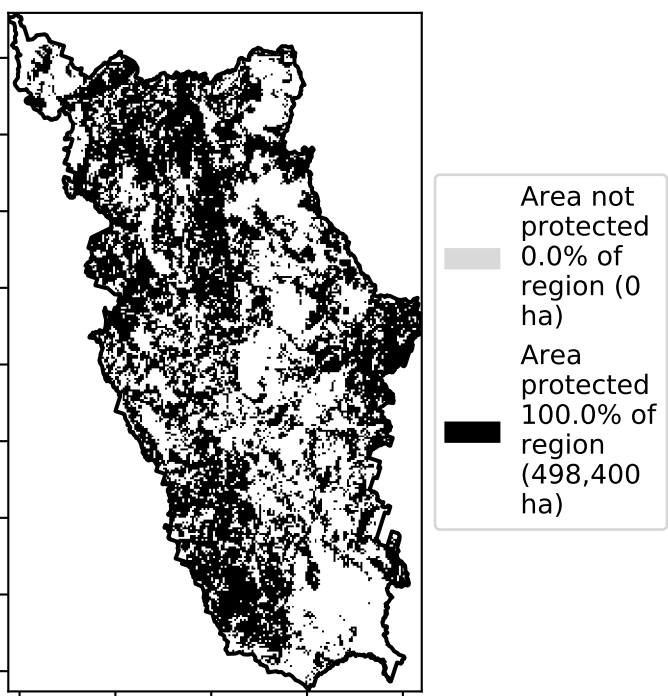 Area not
protected
0.0% of
region (0
ha)
Area
protected
100.0% of
region
(498,400
ha)